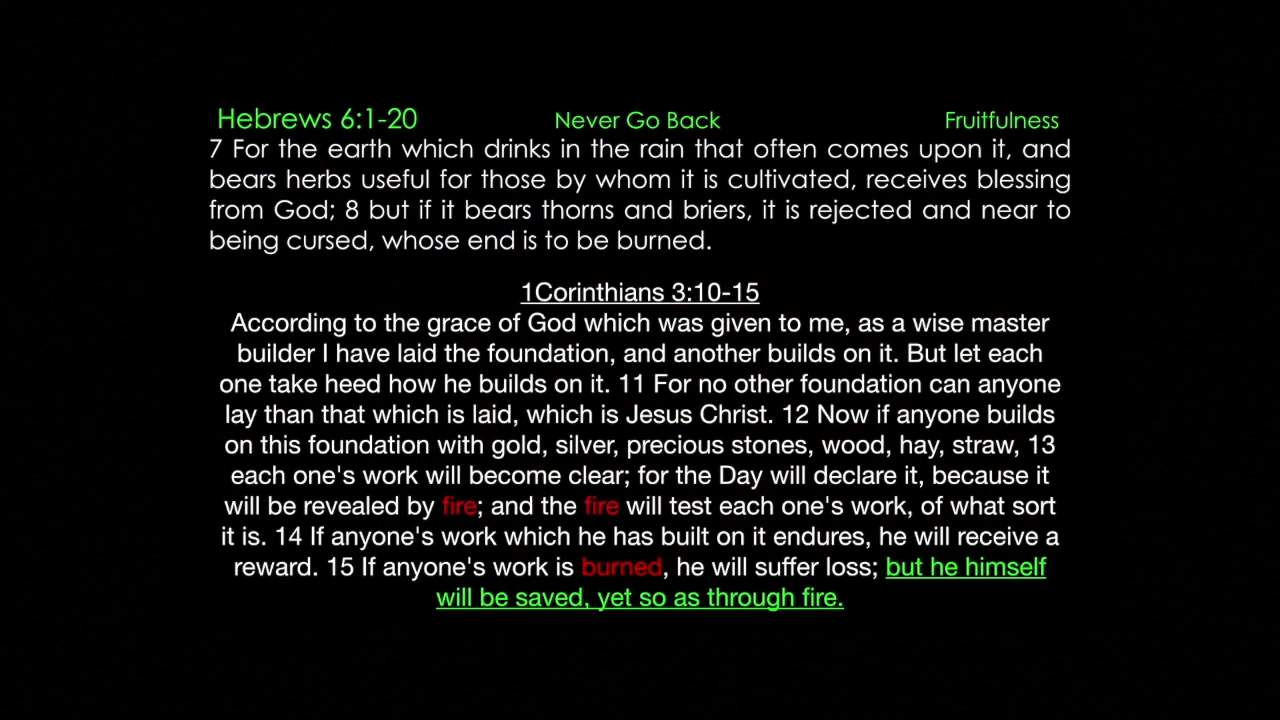 Hebrews 6:1-20 Never Go Back Fruitfulness
7 For the earth which drinks in the rain that often comes upon it, and
bears herbs useful for those by whom it is cultivated, receives blessing
from God; 8 but if it bears thorns and briers, it is rejected and near to
being cursed, whose end is to be burned.
1Corinthians 3:10-15
According to the grace of God which was given to me, as a wise master
builder I have laid the foundation, and another builds on it. But let each
one take heed how he builds on it. 11 For no other foundation can anyone
lay than that which is laid, which is Jesus Christ. 12 Now if anyone builds
on this foundation with gold, silver, precious stones, wood, hay, straw, 13
each one's work will become clear; for the Day will declare it, because it
will be revealed by fire; and the fire will test each one's work, of what sort
it is. 14 If anyone's work which he has built on it endures, he will receive a
reward. 15 If anyone's work is burned, he will suffer loss; but he himself
will be saved, yet so as through fire.